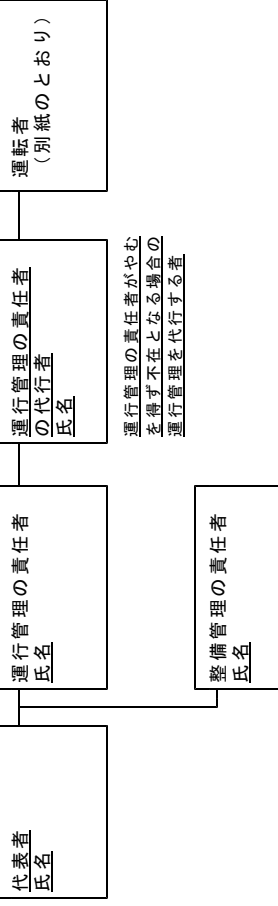 代表者
氏名
運行管理の責任者
氏名
運行管理の責任者
の代行者
氏名
運転者
(別紙のとおり)
運行管理の責任者がやむ
を得ず不在となる場合の
運行管理を代行する者
整備管理の責任者
氏名